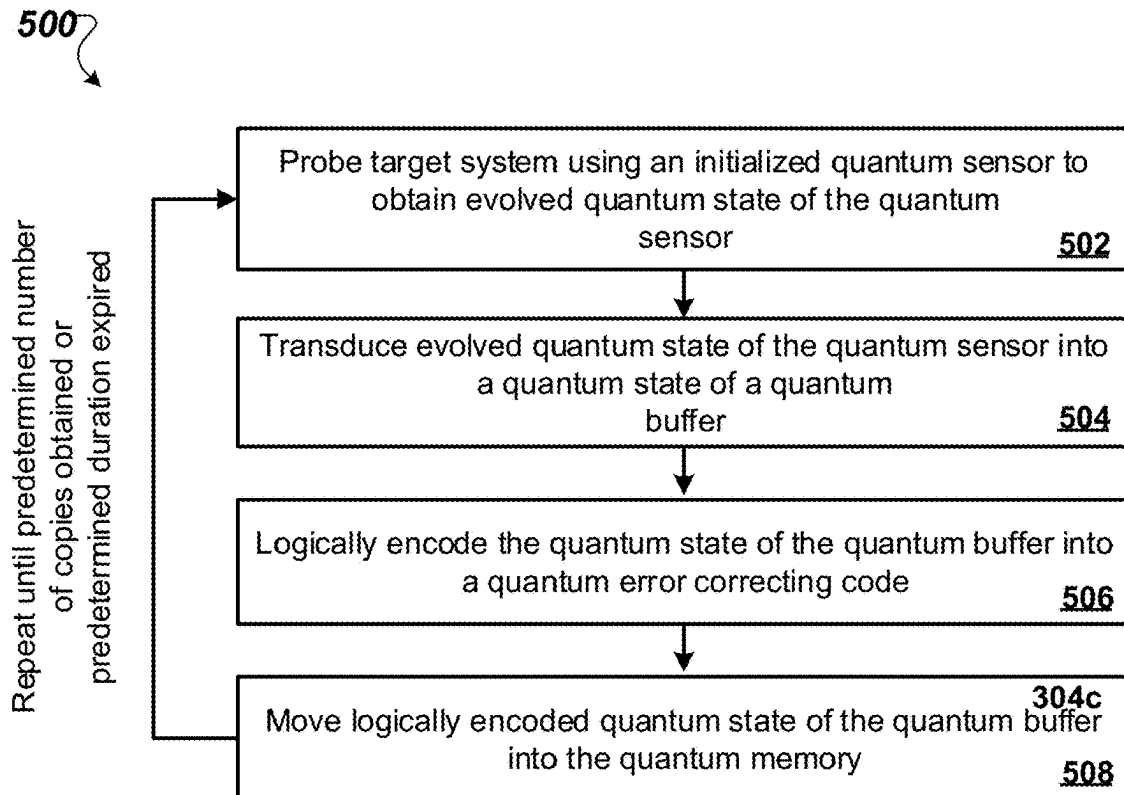 500
Probe target system using an initialized quantum sensor to
obtain evolved quantum state of the quantum
sensor
502
Transduce evolved quantum state of the quantum sensor into
a quantum state of a quantum
buffer
504
Logically encode the quantum state of the quantum buffer into
a quantum error correcting code
506
304c
Move logically encoded quantum state of the quantum buffer
into the quantum memory
508
Repeat until predetermined number
of copies obtained or
predetermined duration expired